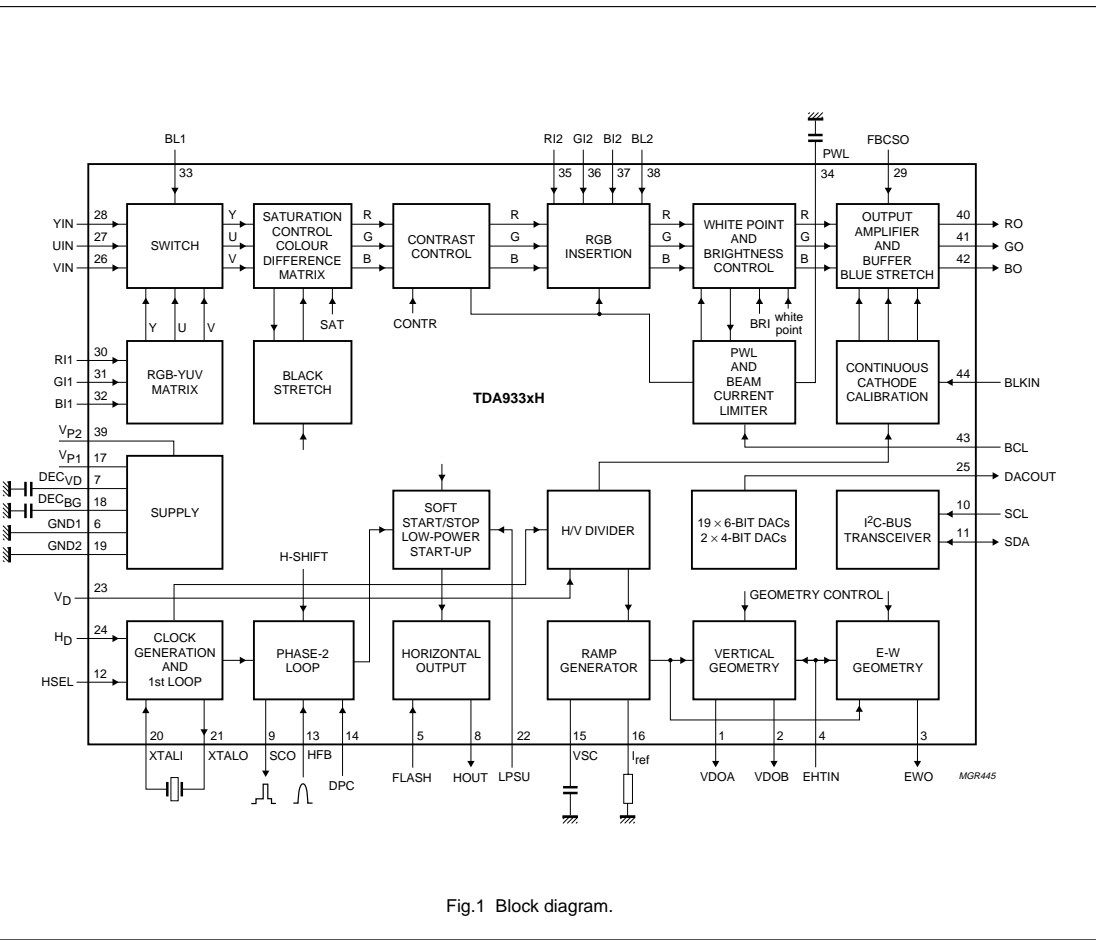 BL1
33
RI2 GI2 BI2 BL2
35 36 37 38
PWL
34
FBCSO
29
YIN 28
UIN 27
VIN 26
SWITCH
Y
U
V
SATURATION
CONTROL
COLOUR
DIFFERENCE
MATRIX
R
G
B
CONTRAST
CONTROL
R
G
B
RGB
INSERTION
R
G
B
WHITE POINT
AND
BRIGHTNESS
CONTROL
R
G
B
OUTPUT
AMPLIFIER
AND
BUFFER
BLUE STRETCH
40 RO
41 GO
42 BO
Y U V
SAT
CONTR
BRI
white
point
RI1 30
GI1 31
BI1 32
RGB-YUV
MATRIX
BLACK
STRETCH
TDA933xH
PWL
AND
BEAM
CURRENT
LIMITER
CONTINUOUS
CATHODE
CALIBRATION
44 BLKIN
43 BCL
25 DACOUT
VP2 39
VP1 17
DECVD 7
DECBG 18
GND1 6
GND2 19
SUPPLY
SOFT
START/STOP
LOW-POWER
START-UP
H/V DIVIDER
19 × 6-BIT DACs
2 × 4-BIT DACs
I2C-BUS
TRANSCEIVER
10 SCL
11 SDA
H-SHIFT
VD 23
GEOMETRY CONTROL
HD 24
HSEL 12
CLOCK
GENERATION
AND
1st LOOP
PHASE-2
LOOP
HORIZONTAL
OUTPUT
RAMP
GENERATOR
VERTICAL
GEOMETRY
E-W
GEOMETRY
20 21 9 13 14 5 8 22 15 16 1 2 4 3
XTALI XTALO SCO HFB DPC FLASH HOUT LPSU VSC Iref VDOA VDOB EHTIN EWO
MGR445
Fig.1 Block diagram.